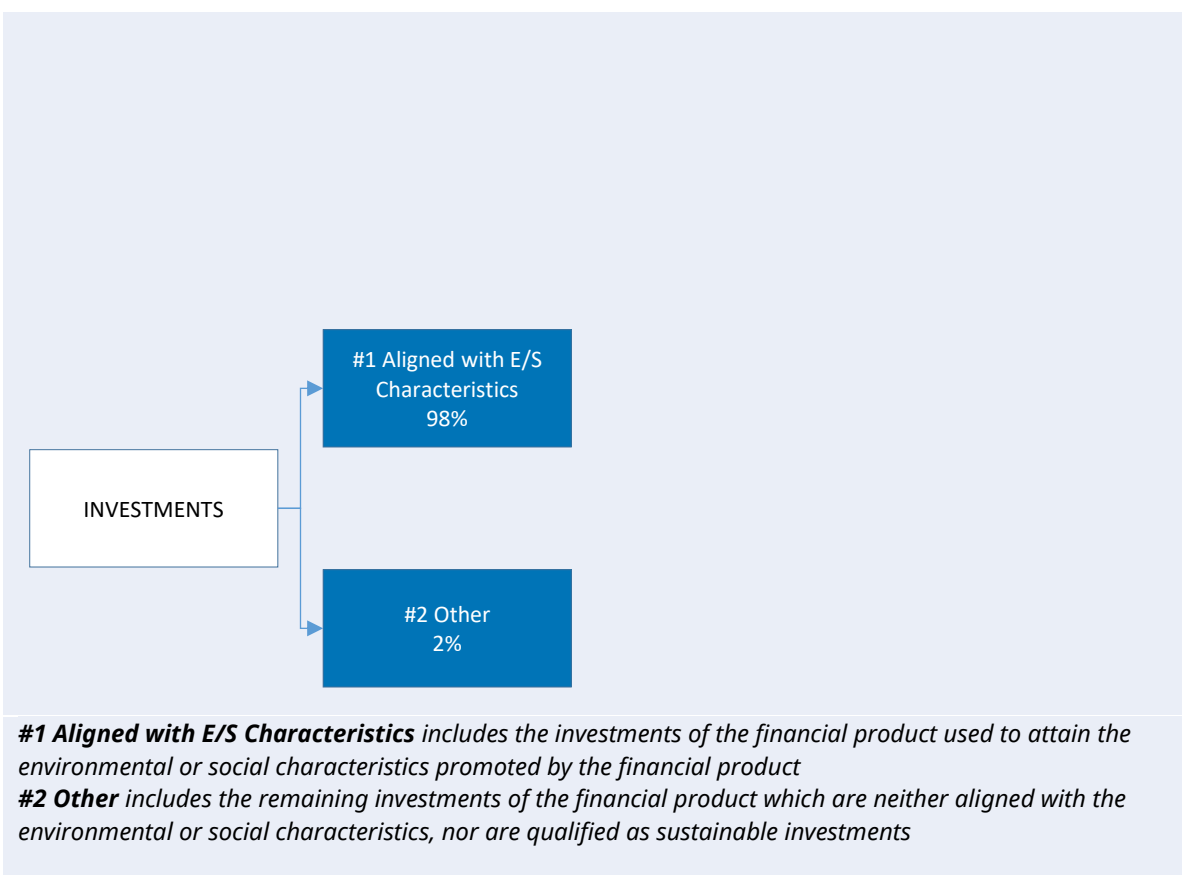 #1 Aligned with E/S
Characteristics
98%
INVESTMENTS
#2 Other
2%
#1 Aligned with E/S Characteristics includes the investments of the financial product used to attain the
environmental or social characteristics promoted by the financial product
#2 Other includes the remaining investments of the financial product which are neither aligned with the
environmental or social characteristics, nor are qualified as sustainable investments